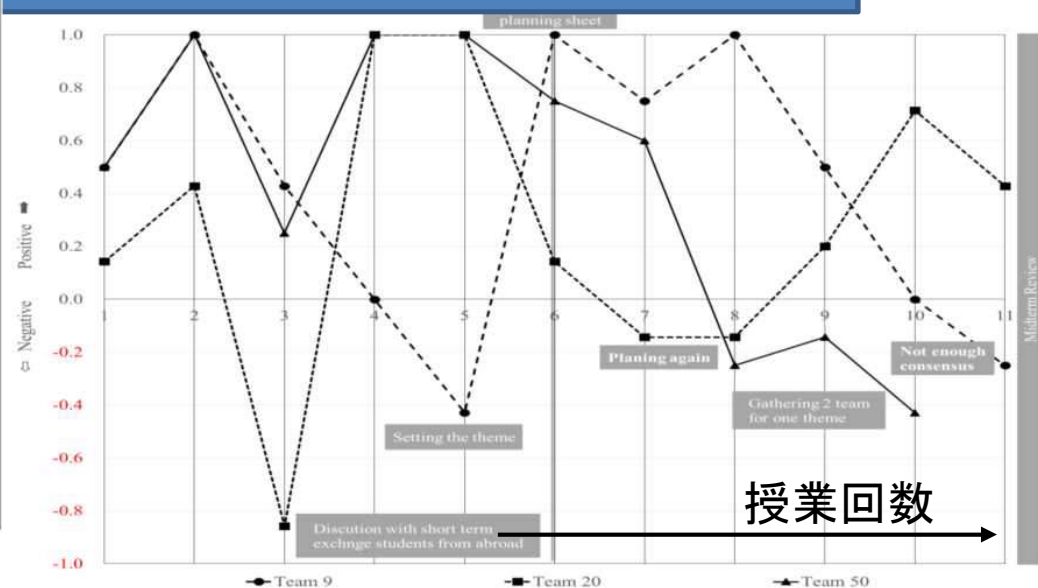 planning sheet
1.0
0.8
0.6
0.4
0.2
0.0
-0.2
-0.4
-0.6
-0.8
-1.0
⇦ Negative Positive ➡
1 2 3 4 5 6 7 8 9 10 11
Midterm Review
Planing again
Not enough
consensus
Gathering 2 team
for one theme
Setting the theme
Discution with short term
exclnge students from abroad
授業回数
Team 9 Team 20 Team 50